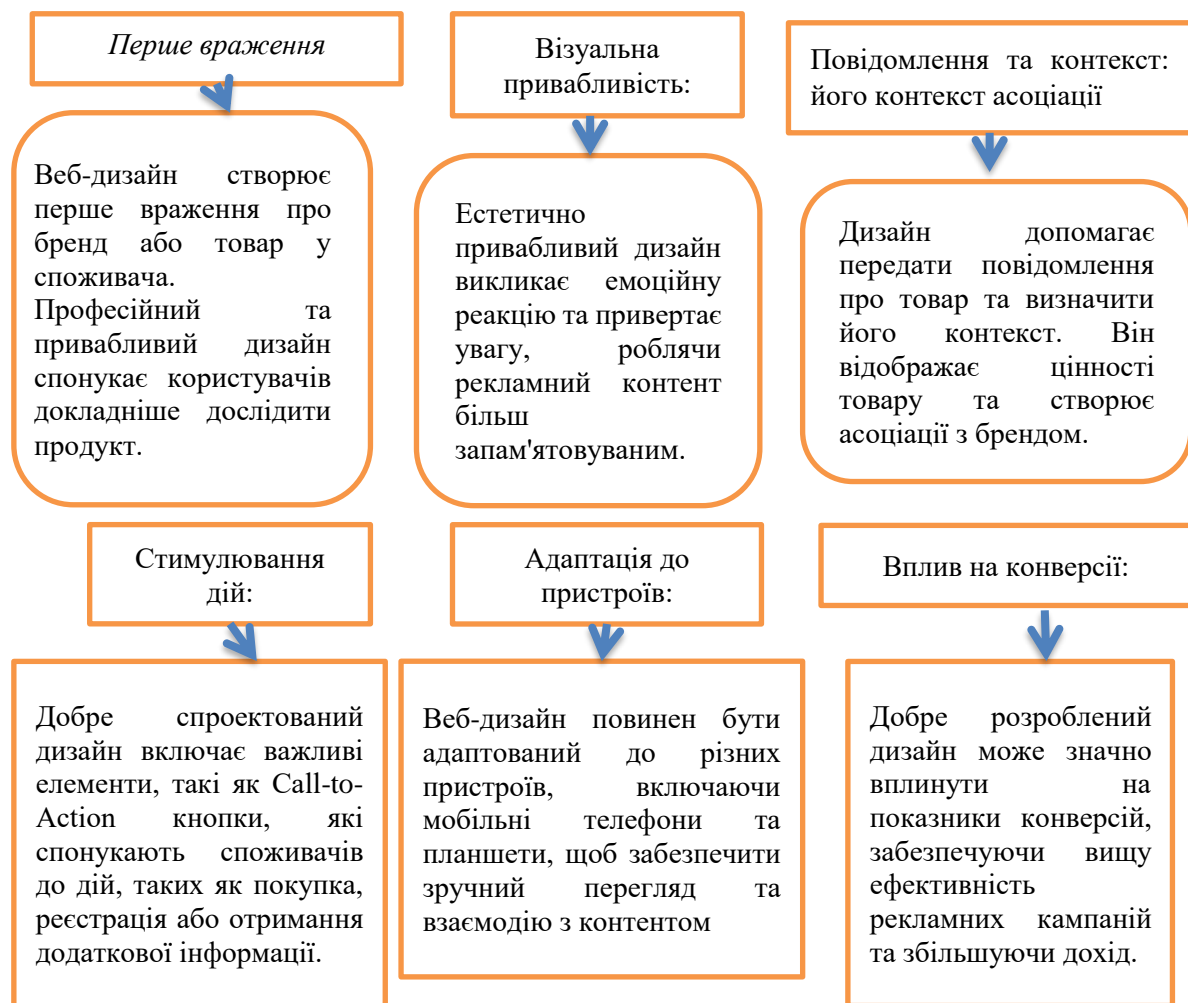 Перше враження
Візуальна
привабливість:
Повідомлення та контекст:
його контекст асоціації
Веб-дизайн створює
перше враження про
бренд або товар у
споживача.
Професійний та
привабливий дизайн
спонукає користувачів
докладніше дослідити
продукт.
Естетично
привабливий дизайн
викликає емоційну
реакцію та привертає
увагу, роблячи
рекламний контент
більш
запам'ятовуваним.
Дизайн допомагає
передати повідомлення
про товар та визначити
його контекст. Він
відображає цінності
товару та створює
асоціації з брендом.
Стимулювання
дій:
Адаптація до
пристроїв:
Вплив на конверсії:
Добре спроектований
дизайн включає важливі
елементи, такі як Call-to-
Action кнопки, які
спонукають споживачів
до дій, таких як покупка,
реєстрація або отримання
додаткової інформації.
Веб-дизайн повинен бути
адаптований до різних
пристроїв, включаючи
мобільні телефони та
планшети, щоб забезпечити
зручний перегляд та
взаємодію з контентом
Добре розроблений
дизайн може значно
вплинути на
показники конверсій,
забезпечуючи вищу
ефективність
рекламних кампаній
та збільшуючи дохід.